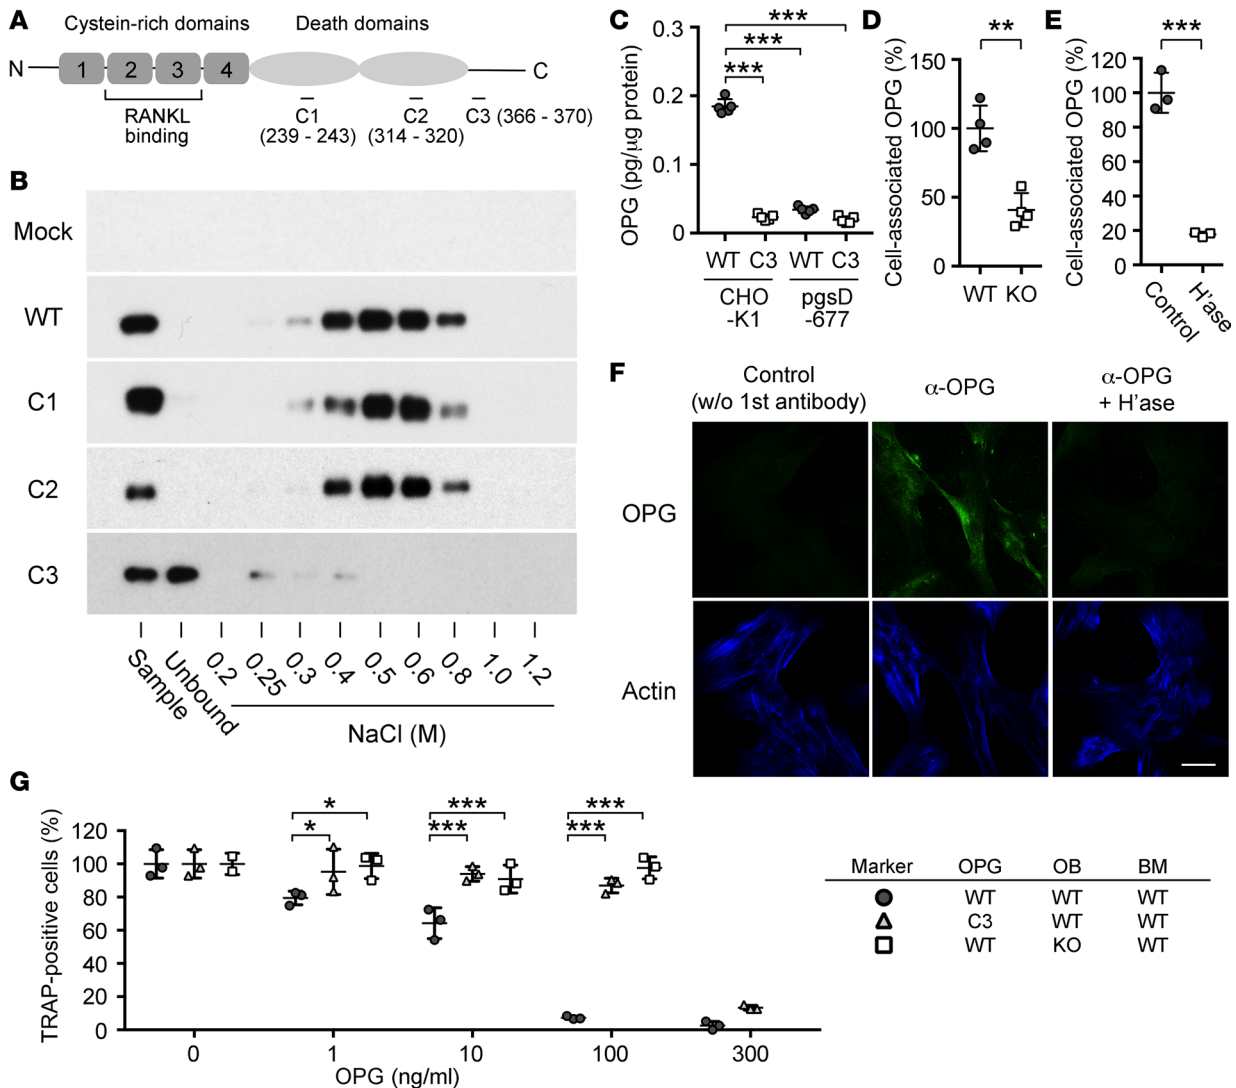 A
Cystein-rich domains
Death domains
N
1
2
3
4
C
RANKL
binding
C1
(239 - 243)
C2
(314 - 320)
C3 (366 - 370)
B
Mock
WT
C1
C2
C3
Sample
Unbound
0.2
0.25
0.3
0.4
0.5
0.6
0.8
1.0
1.2
NaCl (M)
C
OPG (pg/µg protein)
0.3
0.2
0.1
0
***
***
***
WT
C3
WT
C3
CHO
-K1
pgsD
-677
D
Cell-associated OPG (%)
150
100
50
0
**
WT
KO
E
Cell-associated OPG (%)
120
100
80
60
40
20
0
***
Control
H'ase
F
Control
(w/o 1st antibody)
α-OPG
α-OPG
+ H'ase
OPG
Actin
G
TRAP-positive cells (%)
120
100
80
60
40
20
0
*
*
***
***
***
***
0
1
10
100
300
OPG (ng/ml)
Marker OPG OB BM
WT WT WT
C3 WT WT
WT KO WT